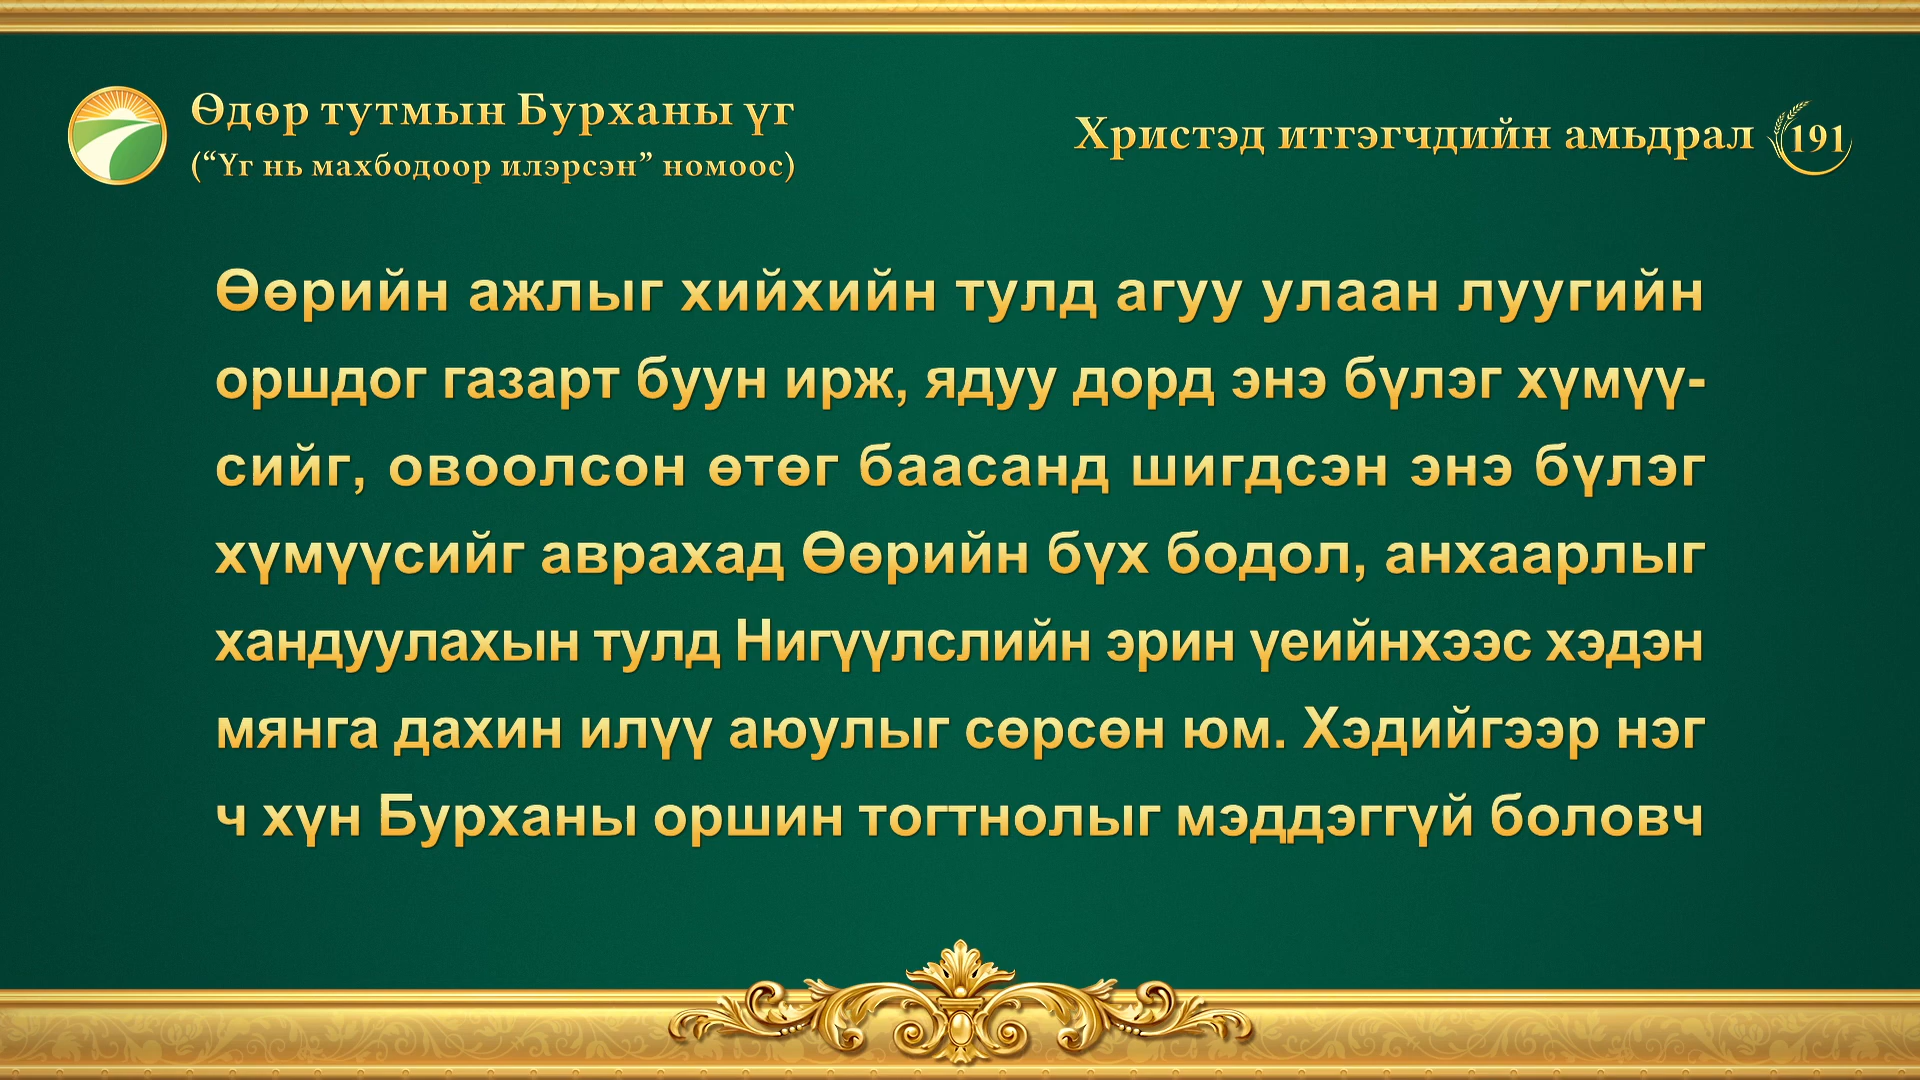 Өдөр тутмын Бурханы үг
(“Үг нь махбодоор илэрсэн” номоос)
Христэд итгэгчдийн амьдрал 191
Өөрийн ажлыг хийхийн тулд агуу улаан луугийн
оршдог газарт буун ирж, ядуу дорд энэ бүлэг хүмүү-
сийг, овоолсон өтөг баасанд шигдсэн энэ бүлэг
хүмүүсийг аврахад Өөрийн бүх бодол, анхаарлыг
хандуулахын тулд Нигүүлслийн эрин үеийнхээс хэдэн
мянга дахин илүү аюулыг сөрсөн юм. Хэдийгээр нэг
ч хүн Бурханы оршин тогтнолыг мэддэггүй боловч